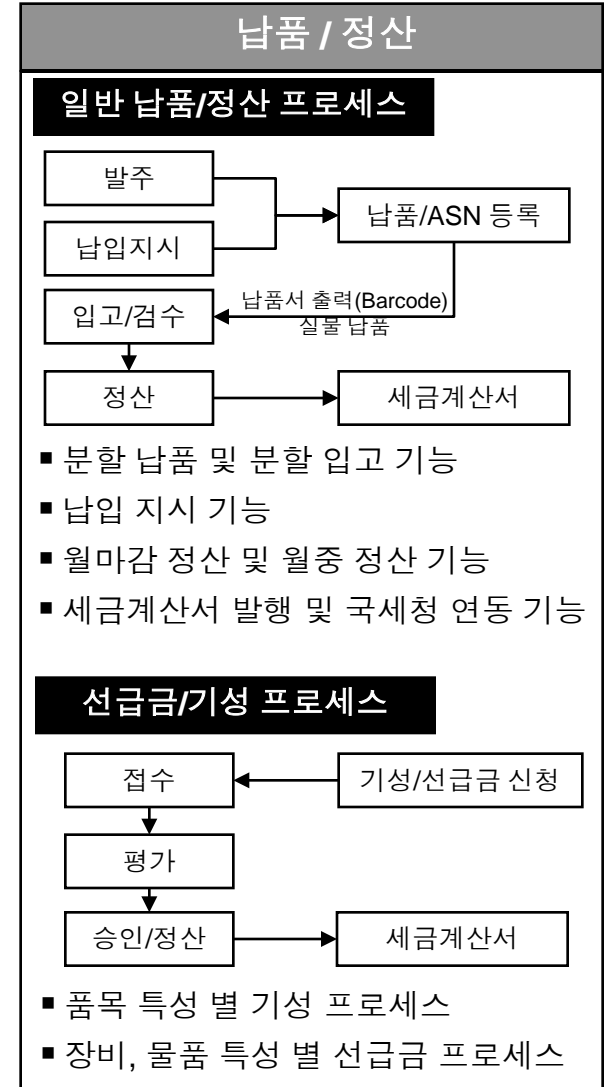 납품 / 정산
일반 납품/정산 프로세스
발주
납입지시
납품/ASN 등록
납품서 출력(Barcode)
실물 납품
입고/검수
정산
세금계산서
▪ 분할 납품 및 분할 입고 기능
▪ 납입 지시 기능
▪ 월마감 정산 및 월중 정산 기능
▪ 세금계산서 발행 및 국세청 연동 기능
선급금/기성 프로세스
접수
기성/선급금 신청
평가
승인/정산
세금계산서
▪ 품목 특성 별 기성 프로세스
▪ 장비, 물품 특성 별 선급금 프로세스